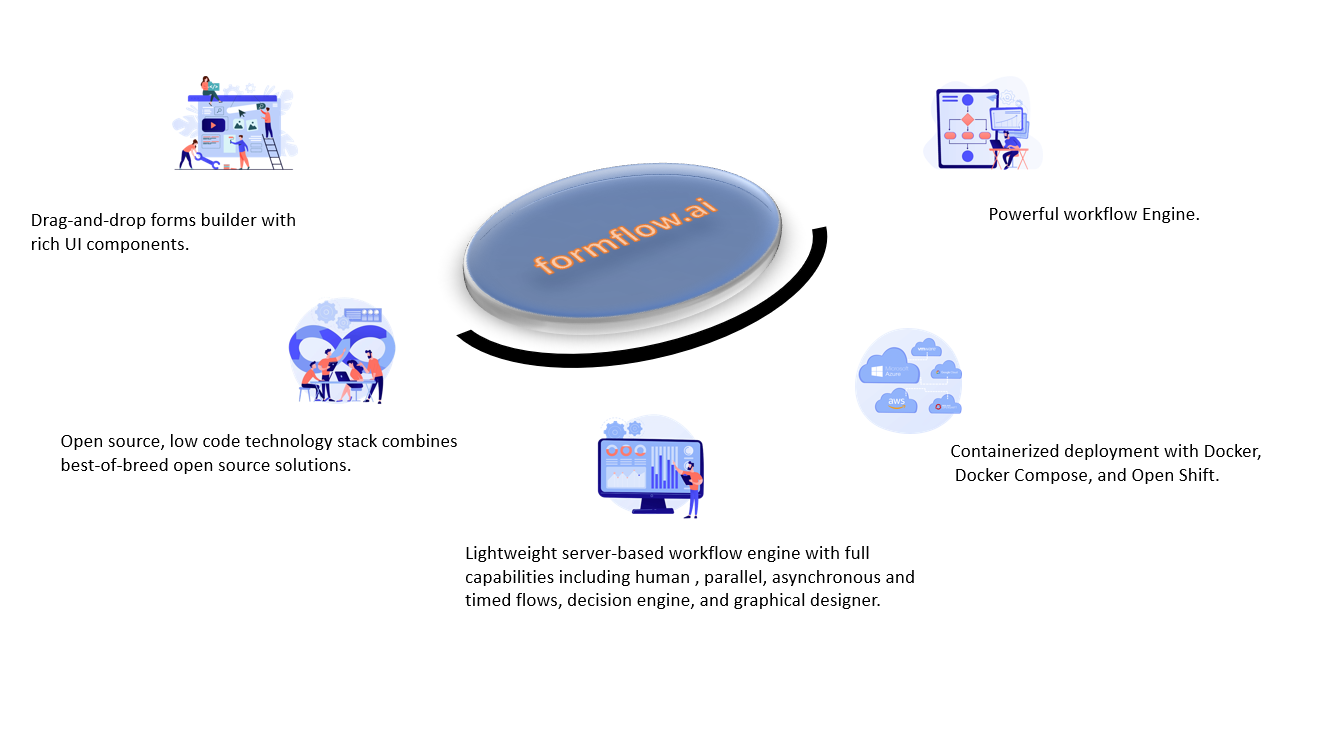 formflow.ai
Drag-and-drop forms builder with
rich UI components.
Powerful workflow Engine.
Open source, low code technology stack combines
best-of-breed open source solutions.
Microsoft
Azure
aws
Containerized deployment with Docker,
Docker Compose, and Open Shift.
Lightweight server-based workflow engine with full
capabilities including human , parallel, asynchronous and
timed flows, decision engine, and graphical designer.